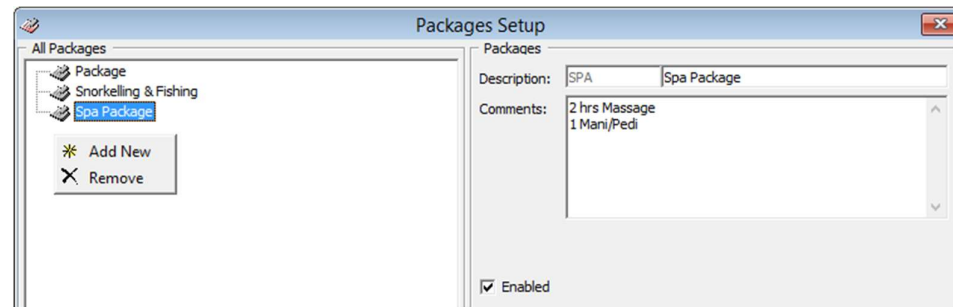 Packages Setup
All Packages
Package
Snorkelling & Fishing
Spa Package
Add New
Remove
Packages
Description: SPA Spa Package
Comments: 2 hrs Massage
1 Mani/Pedi
Enabled